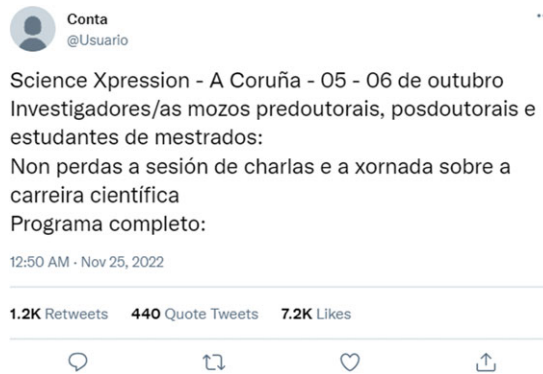 Conta
@Usuario
Science Xpression - A Coruña - 05 - 06 de outubro
Investigadores/as mozos predoutorais, posdoutorais e
estudantes de mestrados:
Non perdas a sesión de charlas e a xornada sobre a
carreira científica
Programa completo:
12:50 AM · Nov 25, 2022
1.2K Retweets 440 Quote Tweets 7.2K Likes